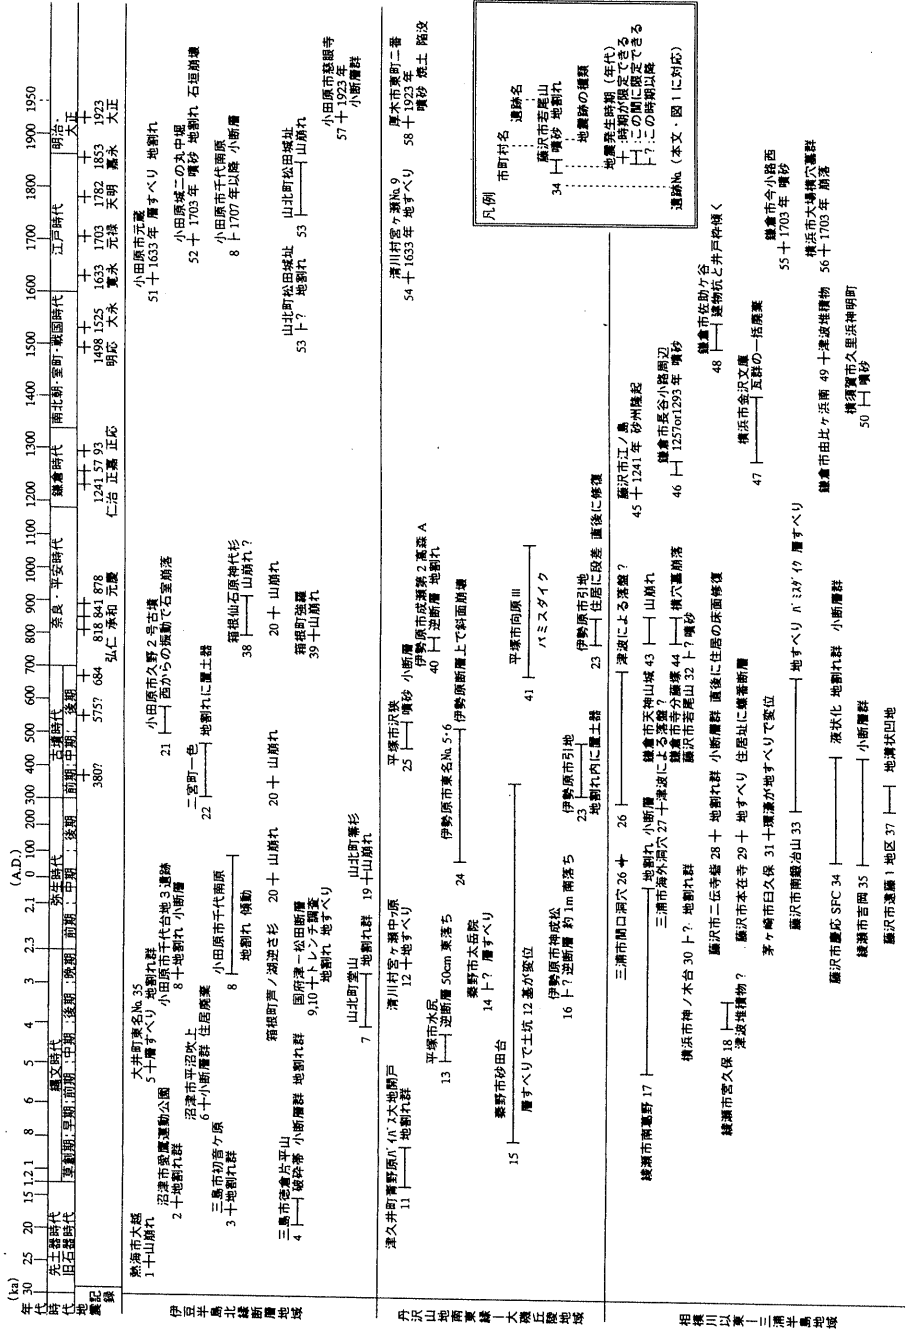 (ka) 30 25 20 15 1.2 1 8 6 5 4 3 2.3 2.1 0 100 200 300 400 500 600 700 800 900 1000 1100 1200 1300 1400 1500 1600 1700 1800 1900 1950
(A.D.)
年代
時代
先土器時代
旧石器時代
縄文時代
草創期:早期:前期:中期:後期:晩期
弥生時代
前期:中期:後期
古墳時代
前期:中期:後期
奈良・平安時代
鎌倉時代
南北朝・室町・戦国時代
江戸時代
明治・大正
地震記録
380? 575? 684 818 841 878 1241 57 93 1498 1525 1633 1703 1782 1853 1923
弘仁 承和 元慶 仁治 正嘉 正応 明応 大永 寛永 元禄 天明 嘉永 大正
伊豆半島北縁断層地域
熱海市大越
1 山崩れ
沼津市愛鷹運動公園
2 地割れ群
三島市初音ヶ原
3 地割れ群
三島市徳倉片平山
4 破砕帯 小断層群 地割れ群
大井町東名No.35
5 層すべり 地割れ群
沼津市平沼吹上
6 小断層群 住居廃棄
山北町堂山
7 地割れ群
小田原市千代台地3遺跡
8 地割れ 小断層
小田原市千代南原
8 地割れ 傾動
国府津ー松田断層
9,10 トレンチ調査
地割れ 地すべり
箱根町芦ノ湖逆さ杉 20 山崩れ 20 山崩れ 20 山崩れ
山北町箒杉
19 山崩れ
小田原市久野2号古墳
21 西からの振動で石室崩落
二宮町一色
22 地割れに置土器
箱根仙石原神代杉
38 山崩れ?
箱根町強羅
39 山崩れ
小田原市元蔵
51 1633年 層すべり 地割れ
小田原城二の丸中堀
52 1703年 噴砂 地割れ 石垣崩壊
小田原市千代南原
8 1707年以降 小断層
山北町松田城址
53 ? 地割れ
山北町松田城址
53 山崩れ
小田原市慈眼寺
57 1923年
小断層群
丹沢山地南東縁ー大磯丘陵地域
津久井町青野原バイパス大地開戸
11 地割れ群
清川村宮ヶ瀬中ヶ原
12 地すべり
平塚市水尻
13 逆断層 50cm 東落ち
秦野市太岳院
14 ? 層すべり
秦野市砂田台
15 層すべりで土坑12基が変位
伊勢原市神成松
16 ? 逆断層 約1m 南落ち
伊勢原市東名No.5・6
24 伊勢原断層上で斜面崩壊
平塚市沢狭
25 噴砂 小断層
伊勢原市成瀬第2高森A
40 逆断層 地割れ
平塚市向原III
41 パミスダイク
伊勢原市引地
23 地割れ内に置土器
伊勢原市引地
23 住居に段差 直後に修復
清川村宮ヶ瀬No.9
54 1633年 地すべり
厚木市東町二番
58 1923年
噴砂 焼土 陥没
相模川以東ー三浦半島地域
綾瀬市南葛野 17 地割れ 小断層
綾瀬市宮久保 18 津波堆積物?
三浦市間口洞穴 26
26 津波による落盤?
三浦市海外洞穴 27 津波による落盤?
横浜市神ノ木台 30 ? 地割れ群
藤沢市二伝寺砦 28 地割れ群 小断層群 直後に住居の床面修復
藤沢市本在寺 29 地すべり 住居址に蝶番断層
茅ヶ崎市臼久保 31 環濠が地すべりで変位
藤沢市南鍛冶山 33 地すべり パミスダイク 層すべり
藤沢市慶応SFC 34 液状化 地割れ群 小断層群
綾瀬市吉岡 35 小断層群
藤沢市遠藤1地区 37 地溝状凹地
鎌倉市天神山城 43 山崩れ
鎌倉市寺分藤塚 44 横穴墓崩落
藤沢市若尾山 32 ? 噴砂
藤沢市江ノ島
45 1241年 砂州隆起
鎌倉市長谷小路周辺
46 1257or1293年 噴砂
横浜市金沢文庫
47 瓦群の一括廃棄
鎌倉市佐助ケ谷
48 建物杭と井戸枠傾く
鎌倉市由比ヶ浜南 49 津波堆積物
横須賀市久里浜神明町
50 噴砂
鎌倉市今小路西
55 1703年 噴砂
横浜市大場横穴墓群
56 1703年 崩落
凡例
市町村名
遺跡名
藤沢市若尾山
34 噴砂 地割れ
地震跡の種類
地震発生時期(年代)
:時期が限定できる
:この間に限定できる
?:この時期以降
遺跡No.(本文・図1に対応)